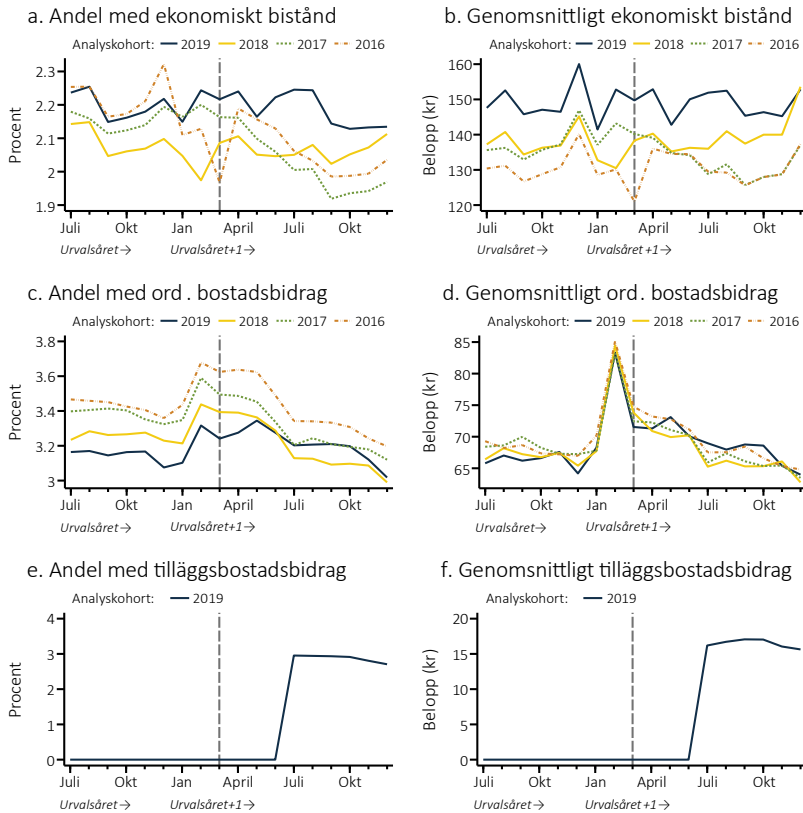 a. Andel med ekonomiskt bistånd
Analyskohort: 2019 2018 2017 2016
Procent
2.3
2.2
2.1
2
1.9
Juli Okt Jan April Juli Okt
Urvalsåret→ Urvalsåret+1→
b. Genomsnittligt ekonomiskt bistånd
Analyskohort: 2019 2018 2017 2016
Belopp (kr)
160
150
140
130
120
Juli Okt Jan April Juli Okt
Urvalsåret→ Urvalsåret+1→
c. Andel med ord. bostadsbidrag
Analyskohort: 2019 2018 2017 2016
Procent
3.8
3.6
3.4
3.2
3
Juli Okt Jan April Juli Okt
Urvalsåret→ Urvalsåret+1→
d. Genomsnittligt ord. bostadsbidrag
Analyskohort: 2019 2018 2017 2016
Belopp (kr)
85
80
75
70
65
Juli Okt Jan April Juli Okt
Urvalsåret→ Urvalsåret+1→
e. Andel med tilläggsbostadsbidrag
Analyskohort: 2019
Procent
4
3
2
1
0
Juli Okt Jan April Juli Okt
Urvalsåret→ Urvalsåret+1→
f. Genomsnittligt tilläggsbostadsbidrag
Analyskohort: 2019
Belopp (kr)
20
15
10
5
0
Juli Okt Jan April Juli Okt
Urvalsåret→ Urvalsåret+1→